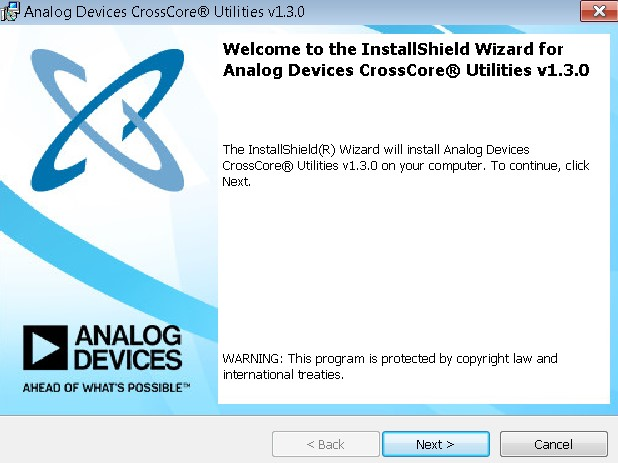 Analog Devices CrossCore® Utilities v1.3.0
Welcome to the InstallShield Wizard for
Analog Devices CrossCore® Utilities v1.3.0
The InstallShield(R) Wizard will install Analog Devices
CrossCore® Utilities v1.3.0 on your computer. To continue, click
Next.
ANALOG
DEVICES
AHEAD OF WHAT'S POSSIBLE™
WARNING: This program is protected by copyright law and
international treaties.
< Back
Next >
Cancel